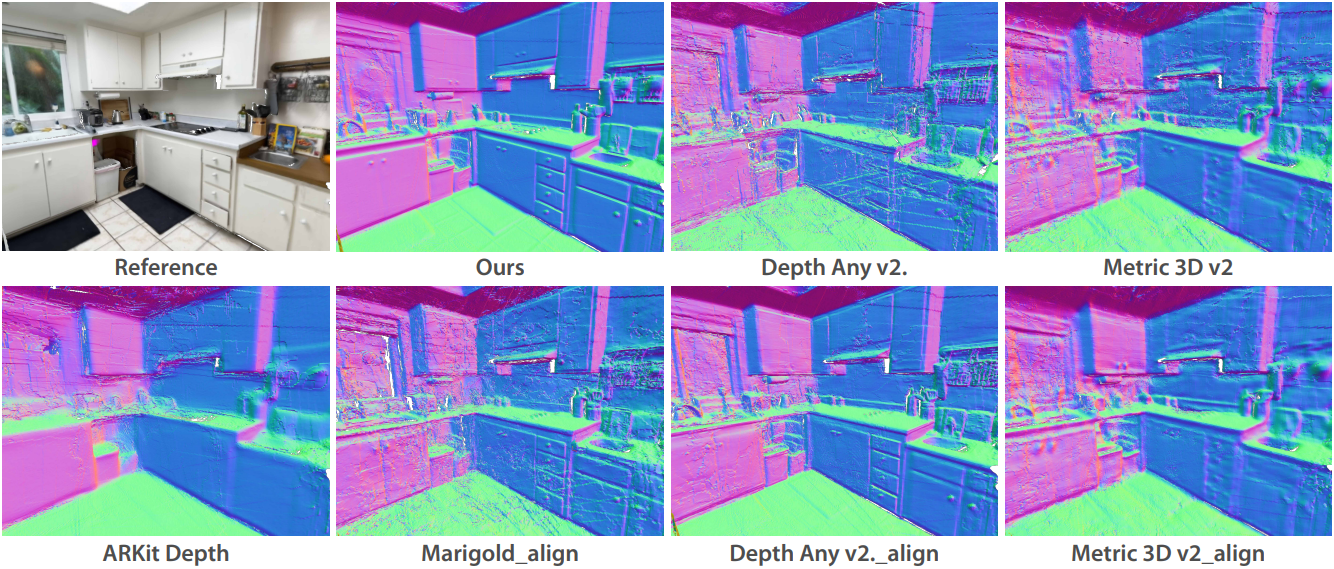 Reference
Ours
Depth Any v2.
Metric 3D v2
ARKit Depth
Marigold_align
Depth Any v2._align
Metric 3D v2_align